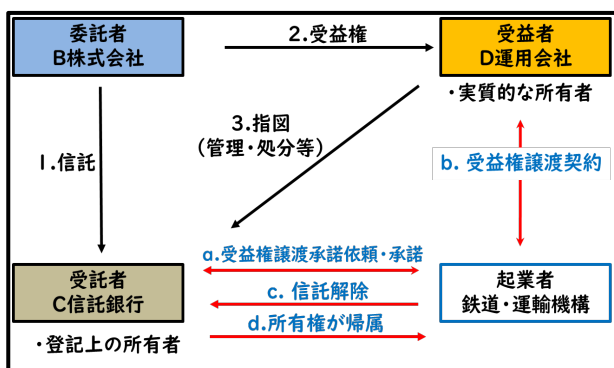 委託者
B株式会社
2.受益権
受益者
D運用会社
・実質的な所有者
3.指図
(管理・処分等)
1.信託
b. 受益権譲渡契約
a.受益権譲渡承諾依頼・承諾
受託者
C信託銀行
c. 信託解除
起業者
鉄道・運輸機構
d.所有権が帰属
・登記上の所有者